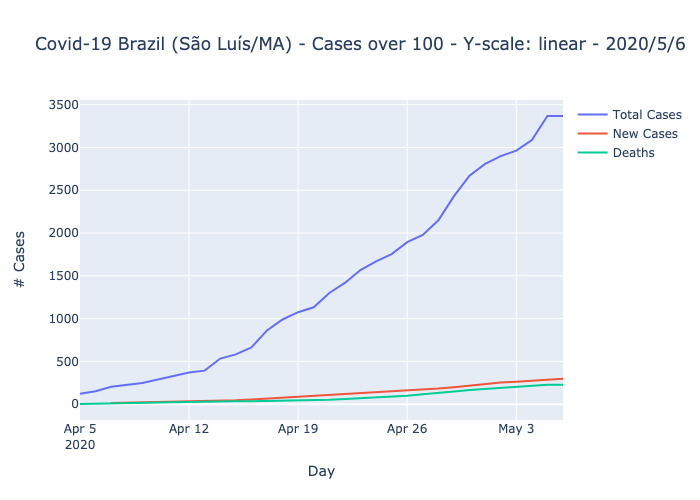 Covid-19 Brazil (São Luís/MA) - Cases over 100 - Y-scale: linear - 2020/5/6
Total Cases
New Cases
Deaths
# Cases
3500
3000
2500
2000
1500
1000
500
0
Apr 5
2020
Apr 12
Apr 19
Apr 26
May 3
Day